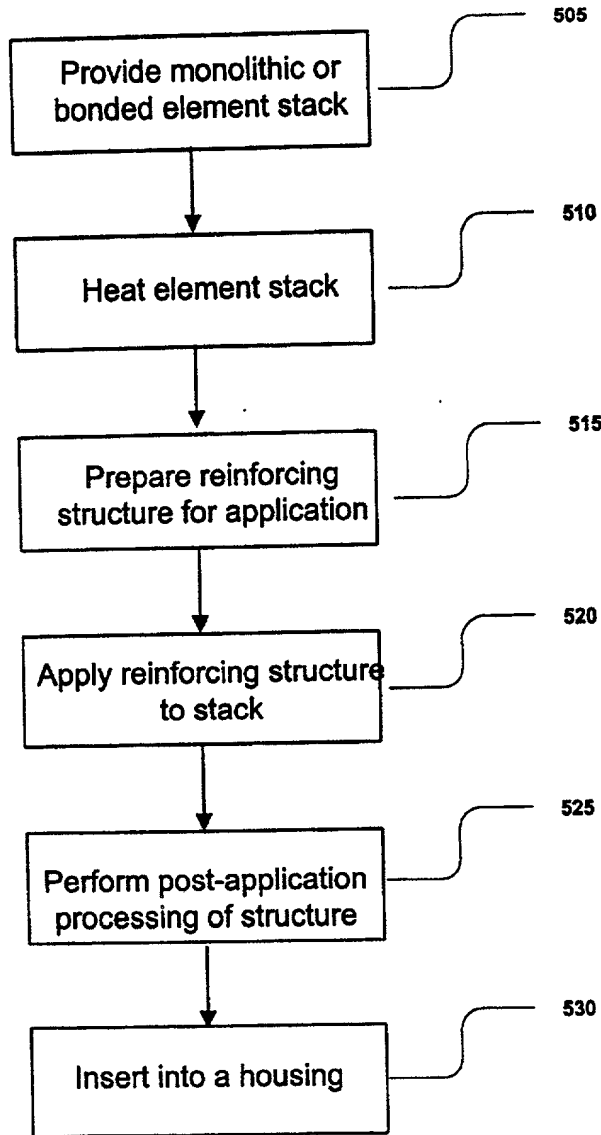 505
Provide monolithic or
bonded element stack
510
Heat element stack
515
Prepare reinforcing
structure for application
520
Apply reinforcing structure
to stack
525
Perform post-application
processing of structure
530
Insert into a housing